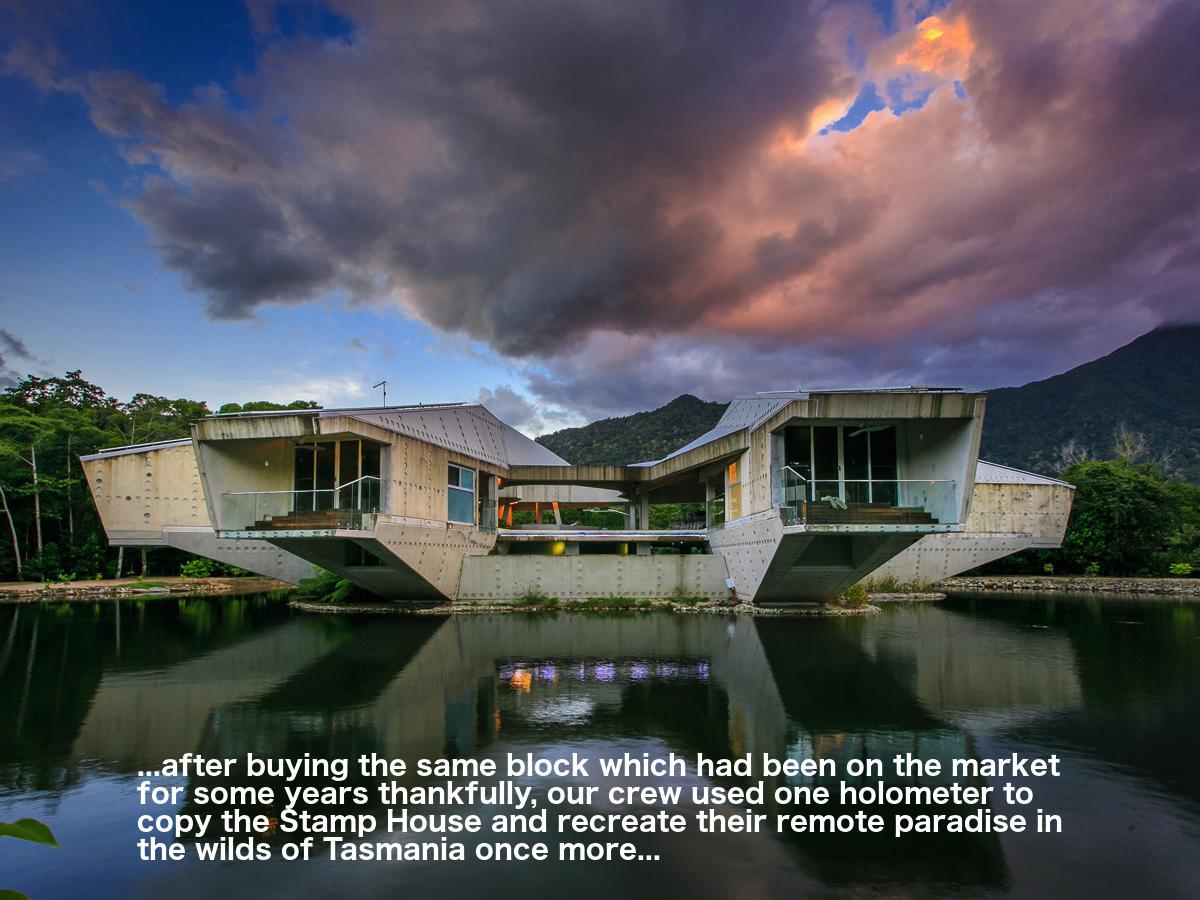 ...after buying the same block which had been on the market
for some years thankfully, our crew used one holometer to
copy the Stamp House and recreate their remote paradise in
the wilds of Tasmania once more...